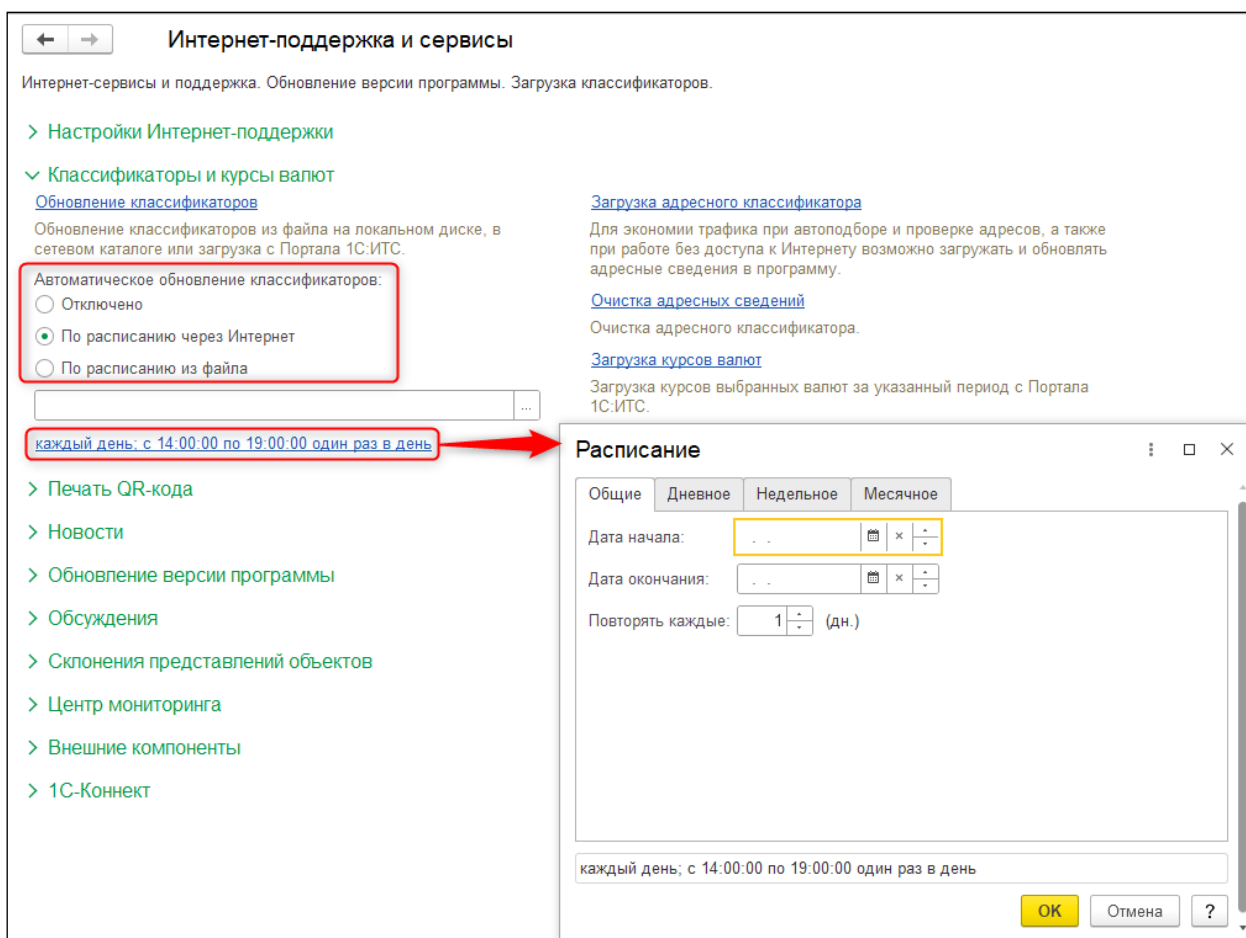 Интернет-поддержка и сервисы
Интернет-сервисы и поддержка. Обновление версии программы. Загрузка классификаторов.
Настройки Интернет-поддержки
Классификаторы и курсы валют
Обновление классификаторов
Обновление классификаторов из файла на локальном диске, в
сетевом каталоге или загрузка с Портала 1С:ИТС.
Автоматическое обновление классификаторов:
Отключено
По расписанию через Интернет
По расписанию из файла
...
каждый день; с 14:00:00 по 19:00:00 один раз в день
Загрузка адресного классификатора
Для экономии трафика при автоподборе и проверке адресов, а также
при работе без доступа к Интернету возможно загружать и обновлять
адресные сведения в программу.
Очистка адресных сведений
Очистка адресного классификатора.
Загрузка курсов валют
Загрузка курсов выбранных валют за указанный период с Портала
1С:ИТС.
Печать QR-кода
Новости
Обновление версии программы
Обсуждения
Склонения представлений объектов
Центр мониторинга
Внешние компоненты
1С-Коннект
Расписание
Общие Дневное Недельное Месячное
Дата начала: . .
Дата окончания: . .
Повторять каждые: 1 (дн.)
каждый день; с 14:00:00 по 19:00:00 один раз в день
ОК Отмена ?